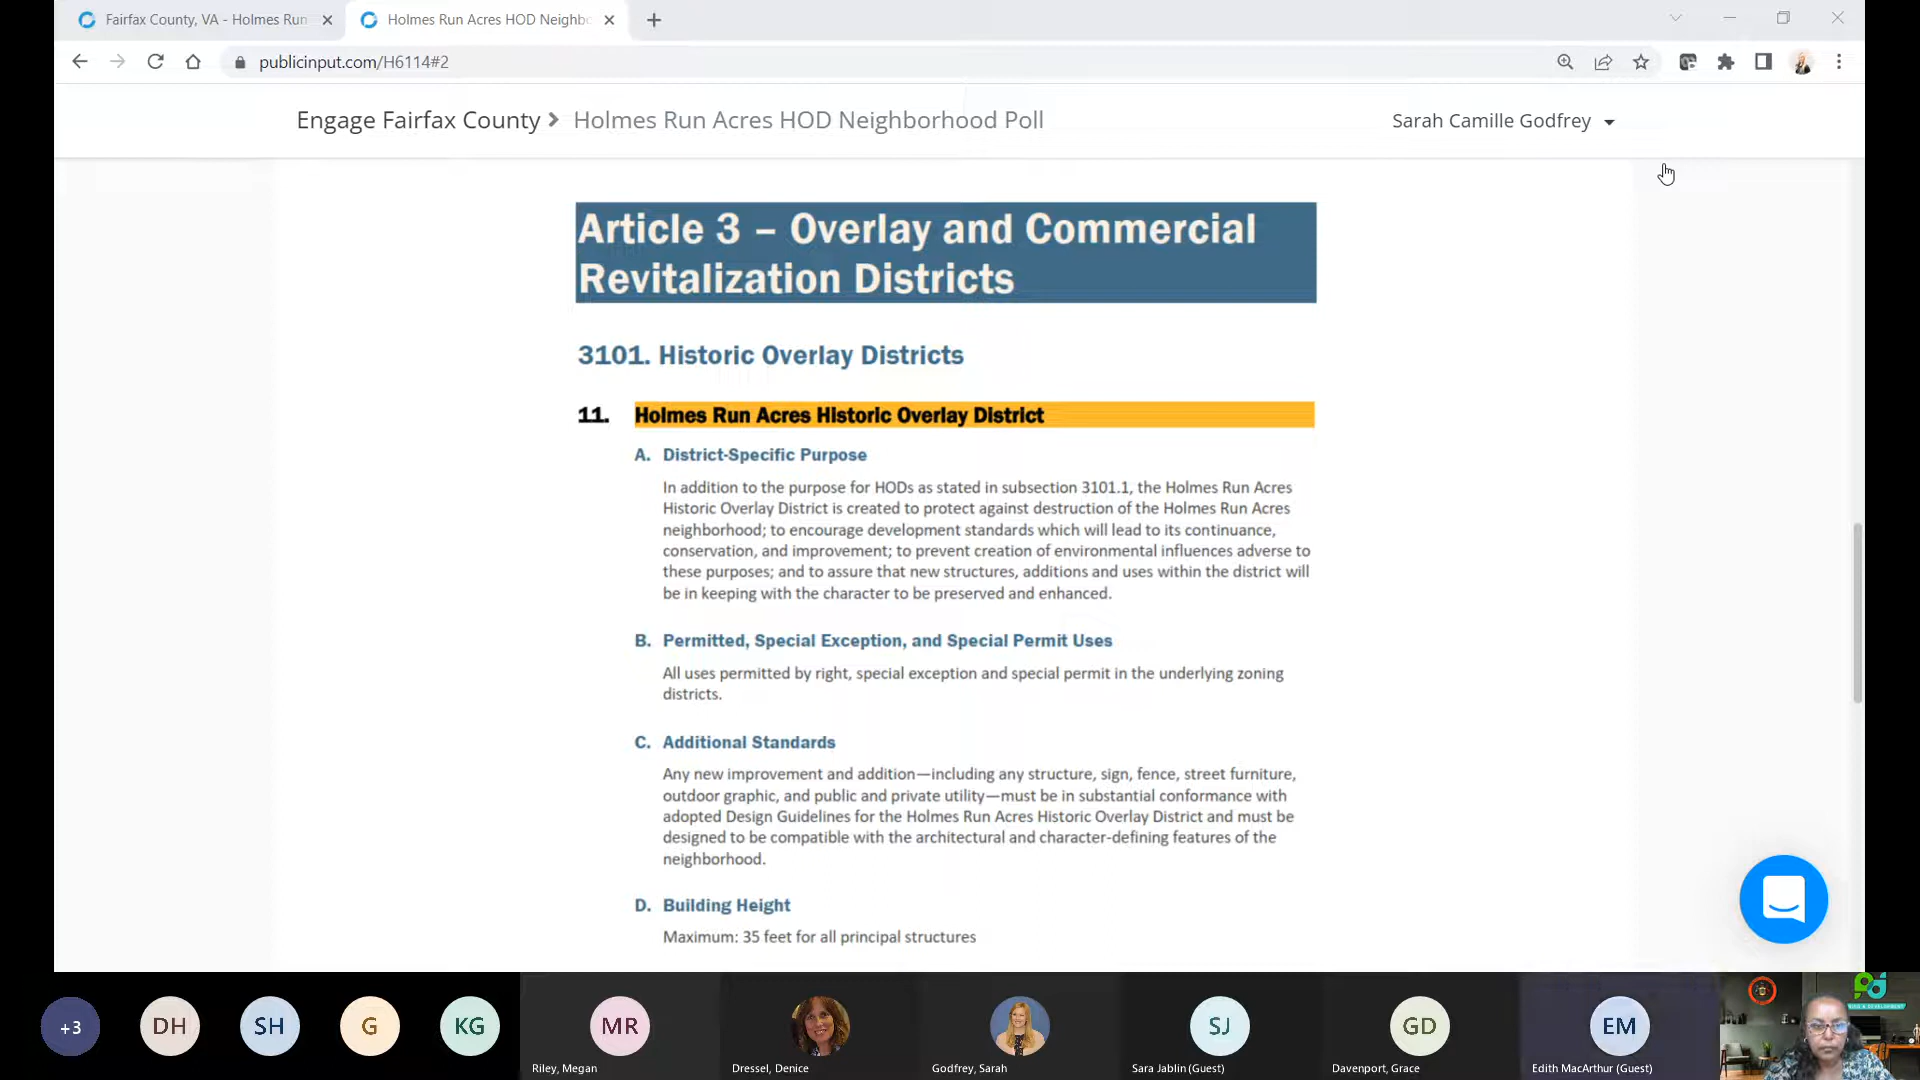 Fairfax County, VA - Holmes Run
Holmes Run Acres HOD Neighb
publicinput.com/H6114#2
Engage Fairfax County > Holmes Run Acres HOD Neighborhood Poll
Sarah Camille Godfrey
Article 3 – Overlay and Commercial
Revitalization Districts
3101. Historic Overlay Districts
11. Holmes Run Acres Historic Overlay District
A. District-Specific Purpose
In addition to the purpose for HODs as stated in subsection 3101.1, the Holmes Run Acres
Historic Overlay District is created to protect against destruction of the Holmes Run Acres
neighborhood; to encourage development standards which will lead to its continuance,
conservation, and improvement; to prevent creation of environmental influences adverse to
these purposes; and to assure that new structures, additions and uses within the district will
be in keeping with the character to be preserved and enhanced.
B. Permitted, Special Exception, and Special Permit Uses
All uses permitted by right, special exception and special permit in the underlying zoning
districts.
C. Additional Standards
Any new improvement and addition—including any structure, sign, fence, street furniture,
outdoor graphic, and public and private utility—must be in substantial conformance with
adopted Design Guidelines for the Holmes Run Acres Historic Overlay District and must be
designed to be compatible with the architectural and character-defining features of the
neighborhood.
D. Building Height
Maximum: 35 feet for all principal structures
+3
DH
SH
G
KG
MR
SJ
GD
EM
Riley, Megan
Dressel, Denice
Godfrey, Sarah
Sara Jablin (Guest)
Davenport, Grace
Edith MacArthur (Guest)